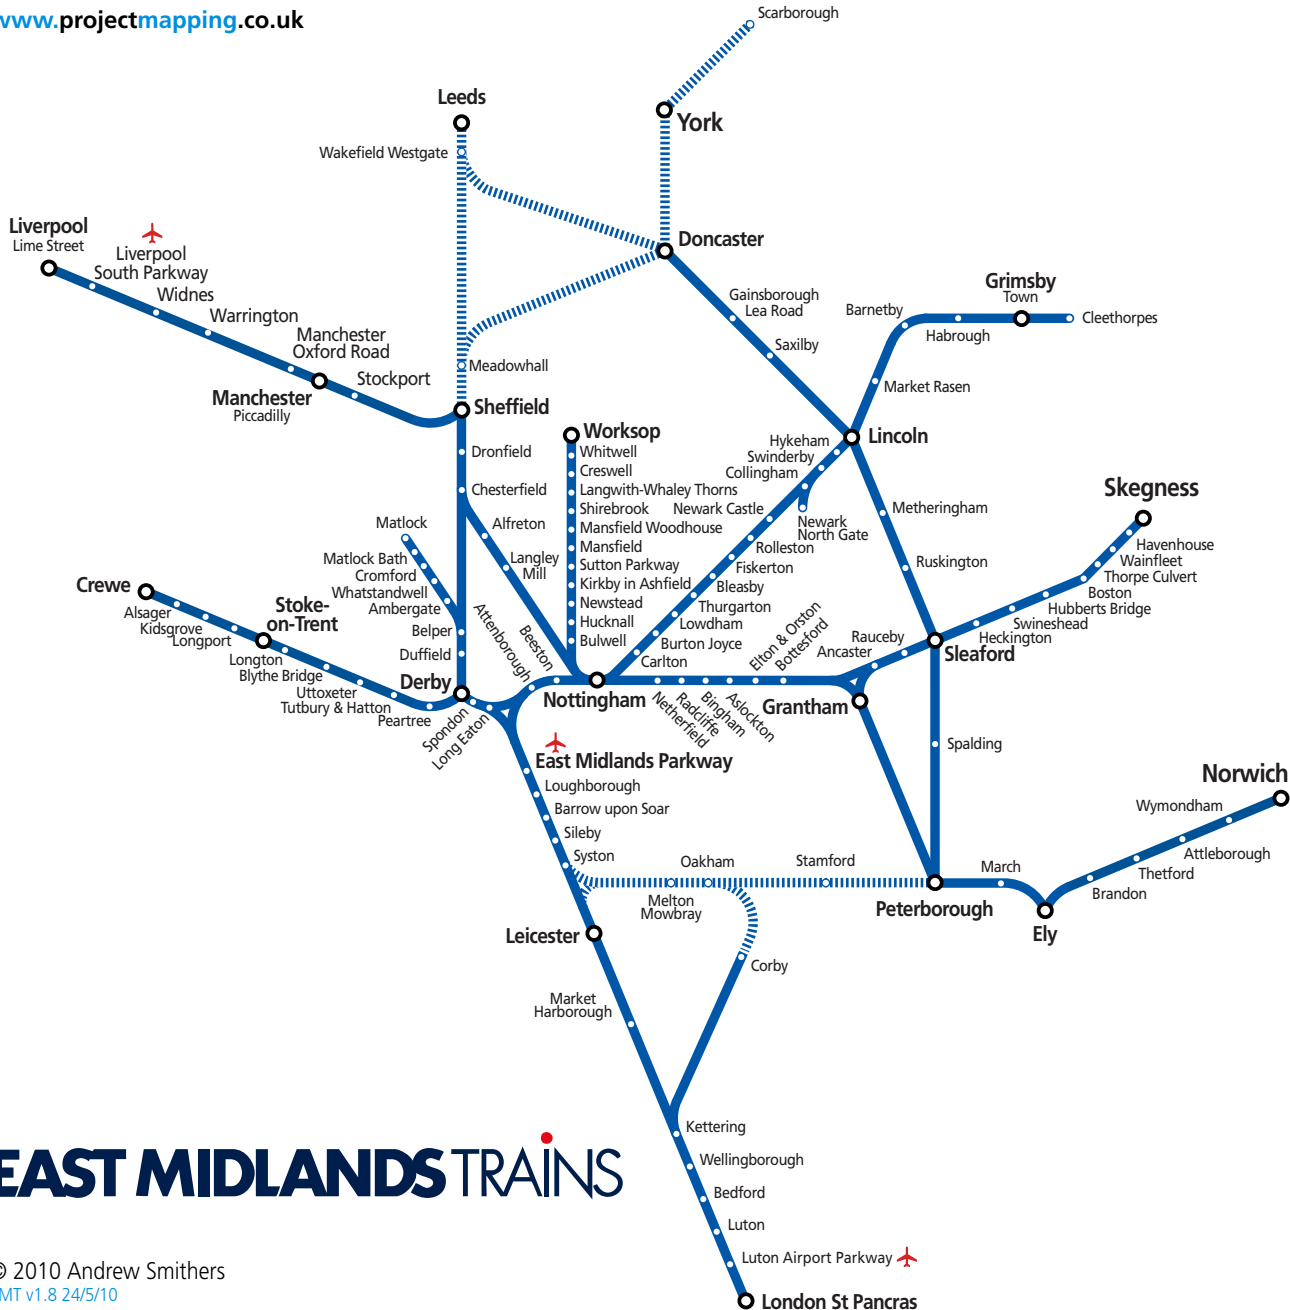 www.projectmapping.co.uk
Scarborough
Leeds
York
Wakefield Westgate
Liverpool
Lime Street
Liverpool
South Parkway
Widnes
Warrington
Manchester
Oxford Road
Stockport
Manchester
Piccadilly
Doncaster
Gainsborough
Lea Road
Saxilby
Grimsby
Town
Barnetby
Habrough
Cleethorpes
Market Rasen
Meadowhall
Sheffield
Dronfield
Chesterfield
Alfreton
Langley
Mill
Worksop
Whitwell
Creswell
Langwith-Whaley Thorns
Shirebrook
Mansfield Woodhouse
Mansfield
Sutton Parkway
Kirkby in Ashfield
Newstead
Hucknall
Bulwell
Lincoln
Hykeham
Swinderby
Collingham
Newark Castle
Newark
North Gate
Rolleston
Fiskerton
Bleasby
Thurgarton
Lowdham
Burton Joyce
Carlton
Metheringham
Ruskington
Skegness
Havenhouse
Wainfleet
Thorpe Culvert
Boston
Hubberts Bridge
Swineshead
Heckington
Sleaford
Rauceby
Ancaster
Matlock
Matlock Bath
Cromford
Whatstandwell
Ambergate
Belper
Duffield
Derby
Crewe
Alsager
Kidsgrove
Longport
Stoke-
on-Trent
Longton
Blythe Bridge
Uttoxeter
Tutbury & Hatton
Peartree
Spondon
Long Eaton
Attenborough
Beeston
Nottingham
Netherfield
Radcliffe
Bingham
Aslockton
Elton & Orston
Bottesford
Grantham
Spalding
East Midlands Parkway
Loughborough
Barrow upon Soar
Sileby
Syston
Oakham
Stamford
Melton
Mowbray
Peterborough
March
Ely
Brandon
Thetford
Attleborough
Wymondham
Norwich
Leicester
Corby
Market
Harborough
Kettering
Wellingborough
Bedford
Luton
Luton Airport Parkway
London St Pancras
EAST MIDLANDS TRAINS
© 2010 Andrew Smithers
MT v1.8 24/5/10